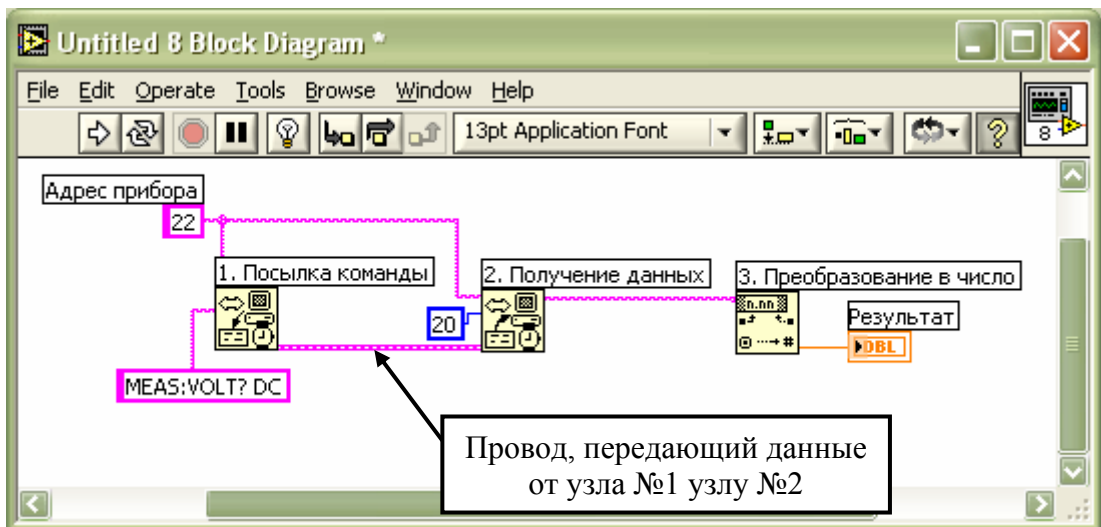 Untitled 8 Block Diagram *
File Edit Operate Tools Browse Window Help
13pt Application Font
8
Адрес прибора
22
1. Посылка команды
2. Получение данных
3. Преобразование в число
n.nn
20
Результат
DBL
MEAS:VOLT? DC
Провод, передающий данные
от узла №1 узлу №2